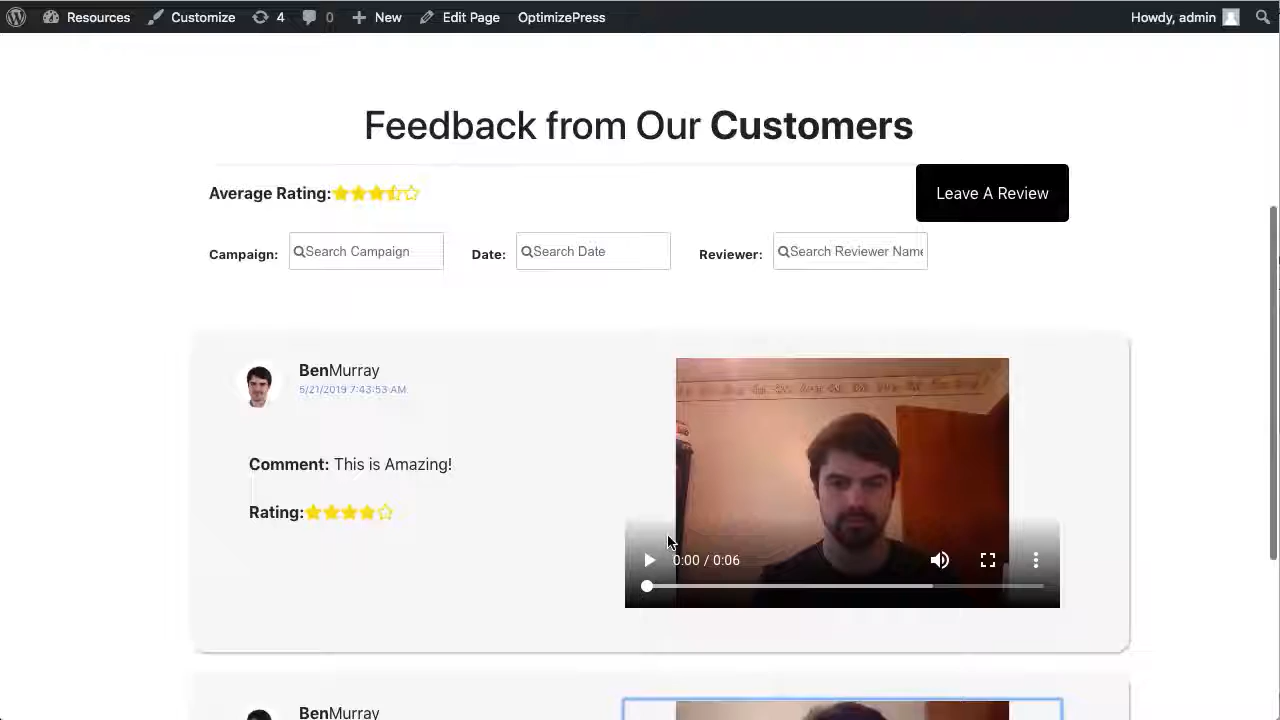 Resources Customize 4 0 New Edit Page OptimizePress Howdy, admin
Feedback from Our Customers
Average Rating: Leave A Review
Campaign: Search Campaign Date: Search Date Reviewer: Search Reviewer Name
BenMurray
5/21/2019 7:43:53 AM
Comment: This is Amazing!
Rating:
0:00 / 0:06
BenMurray